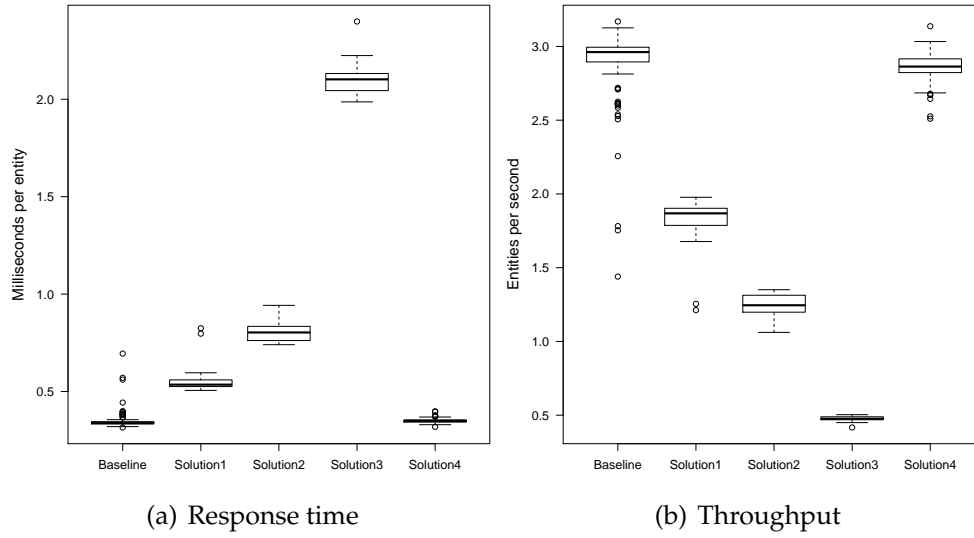 Milliseconds per entity
2.0
1.5
1.0
0.5
Baseline Solution1 Solution2 Solution3 Solution4
(a) Response time
Entities per second
3.0
2.5
2.0
1.5
1.0
0.5
Baseline Solution1 Solution2 Solution3 Solution4
(b) Throughput